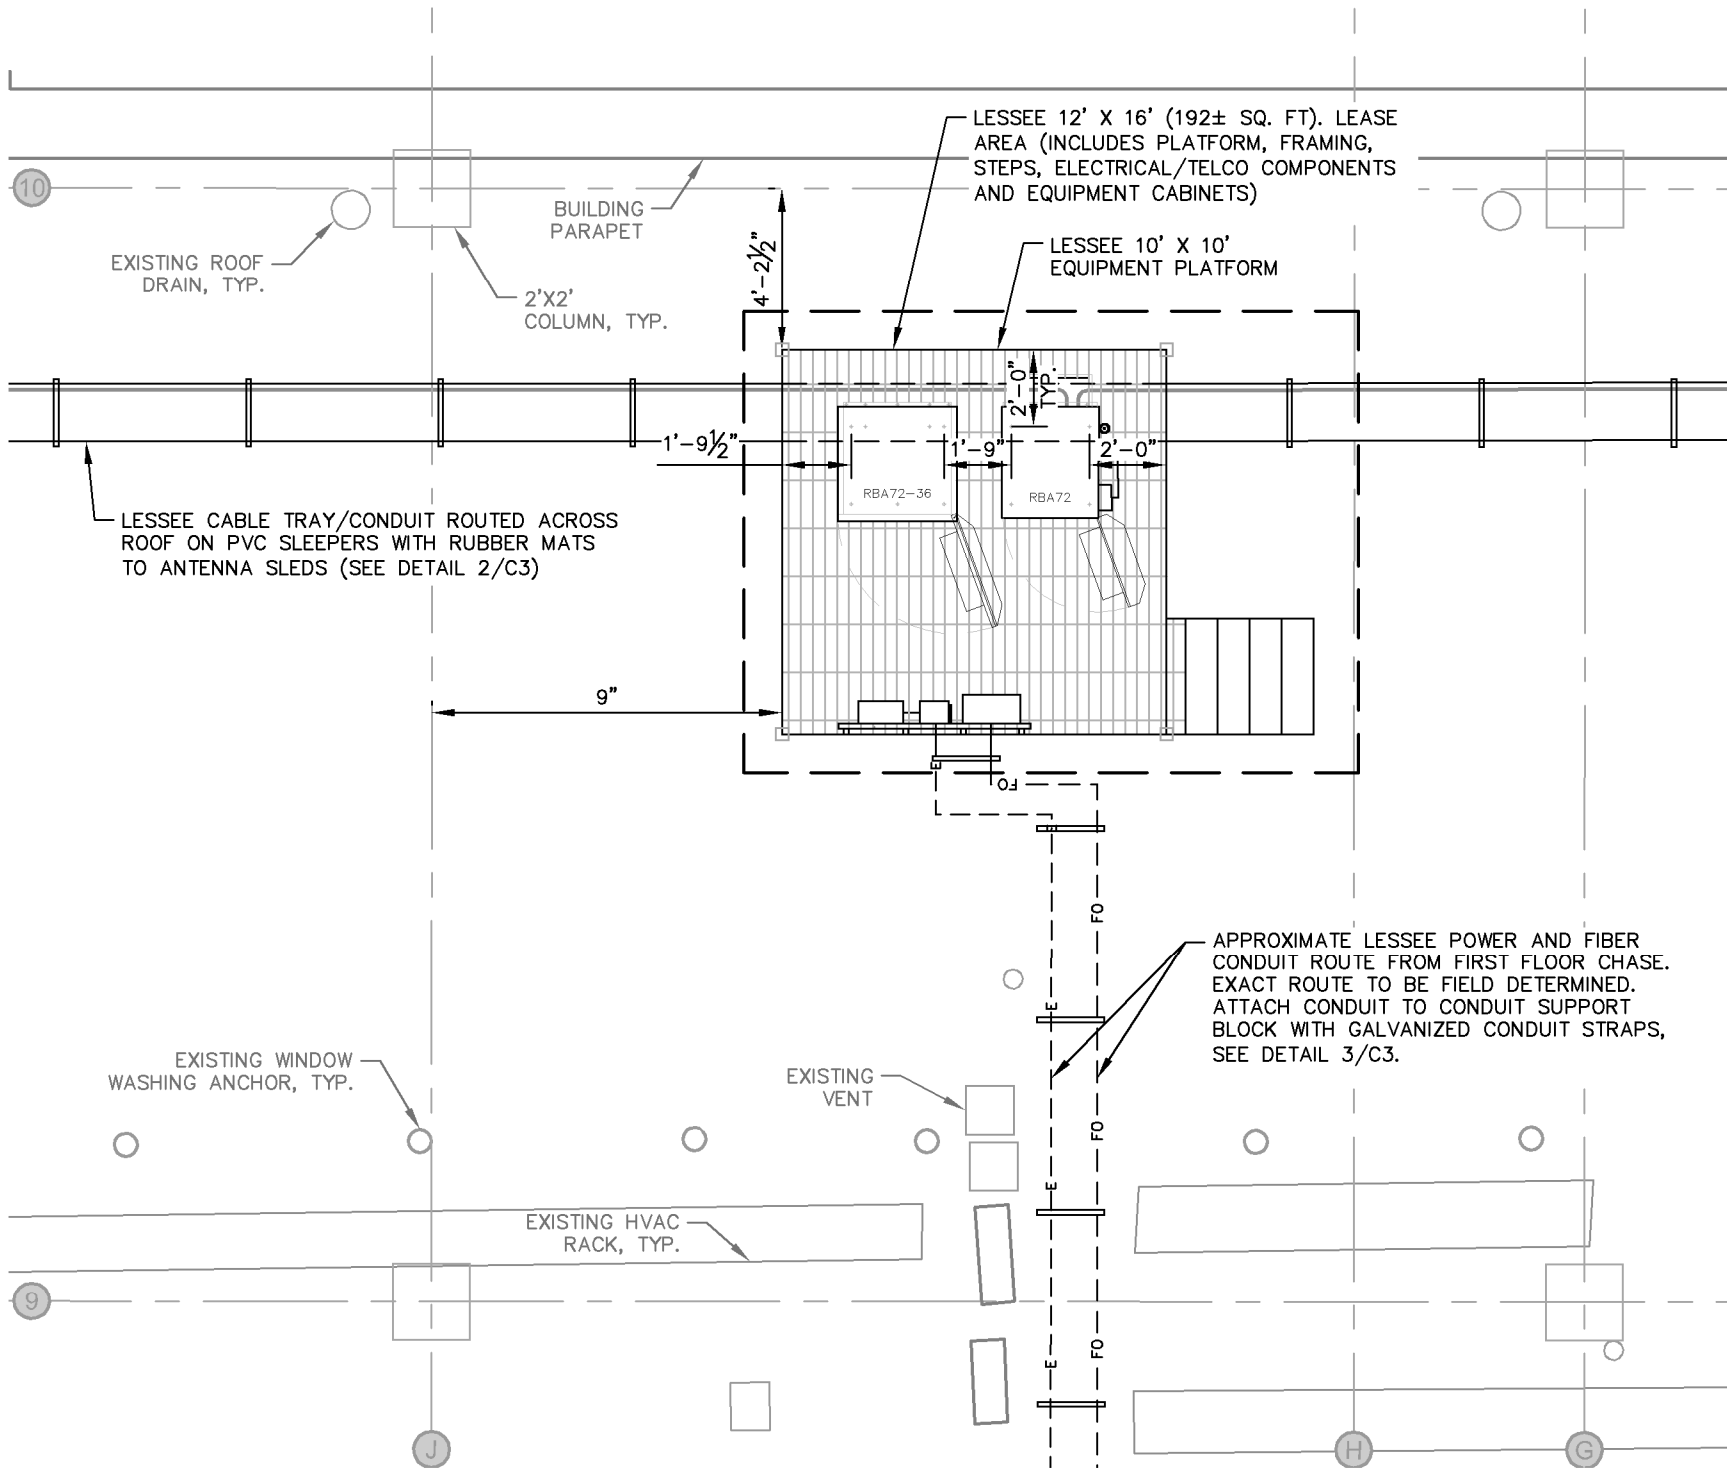 LESSEE 12' X 16' (192± SQ. FT). LEASE
AREA (INCLUDES PLATFORM, FRAMING,
STEPS, ELECTRICAL/TELCO COMPONENTS
AND EQUIPMENT CABINETS)
10
BUILDING
PARAPET
LESSEE 10' X 10'
EQUIPMENT PLATFORM
EXISTING ROOF
DRAIN, TYP.
2'X2'
COLUMN, TYP.
4'-2½"
2'-0"
TYP.
1'-9½"
1'-9"
2'-0"
RBA72-36
RBA72
LESSEE CABLE TRAY/CONDUIT ROUTED ACROSS
ROOF ON PVC SLEEPERS WITH RUBBER MATS
TO ANTENNA SLEDS (SEE DETAIL 2/C3)
9"
E
FO
FO
APPROXIMATE LESSEE POWER AND FIBER
CONDUIT ROUTE FROM FIRST FLOOR CHASE.
EXACT ROUTE TO BE FIELD DETERMINED.
ATTACH CONDUIT TO CONDUIT SUPPORT
BLOCK WITH GALVANIZED CONDUIT STRAPS,
SEE DETAIL 3/C3.
E
EXISTING WINDOW
WASHING ANCHOR, TYP.
EXISTING
VENT
FO
E
EXISTING HVAC
RACK, TYP.
9
FO
E
J
H
G